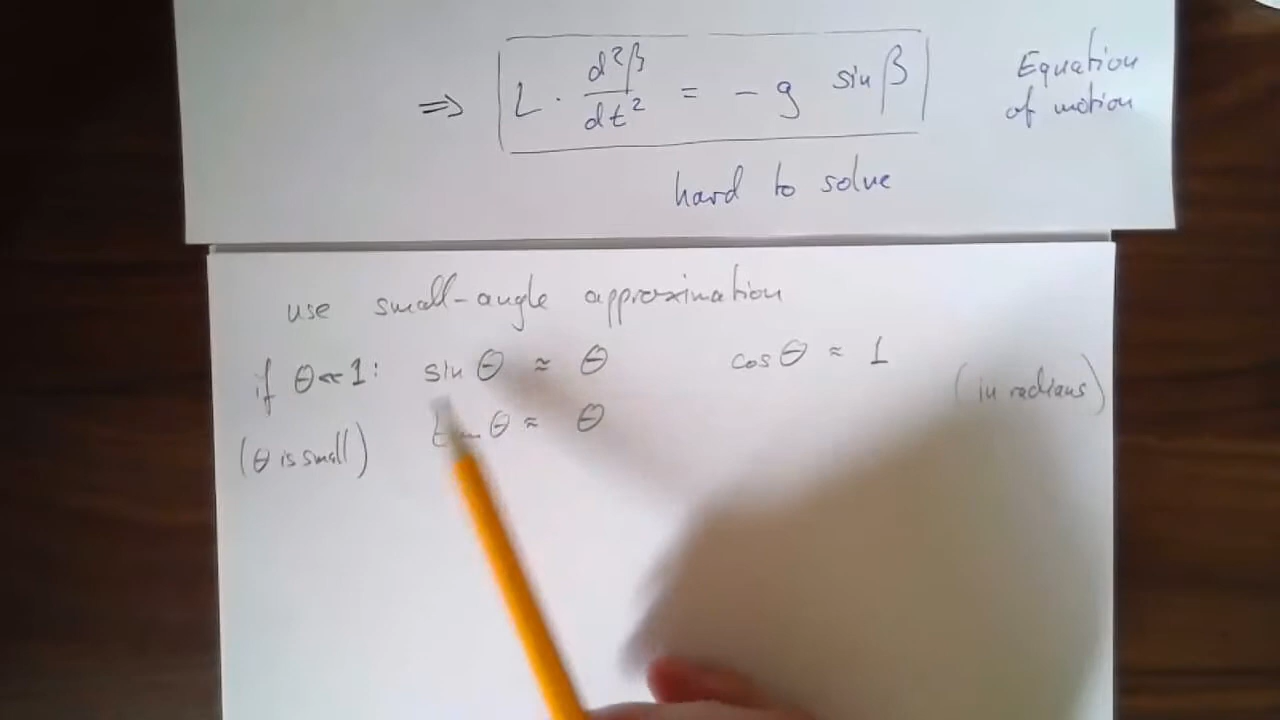 ⇒ L · d²β/dt² = - g sin β
Equation
of motion
hard to solve
use small-angle approximation
if θ ≪ 1: sin θ ≈ θ cos θ ≈ 1
(in radians)
(θ is small) tan θ ≈ θ